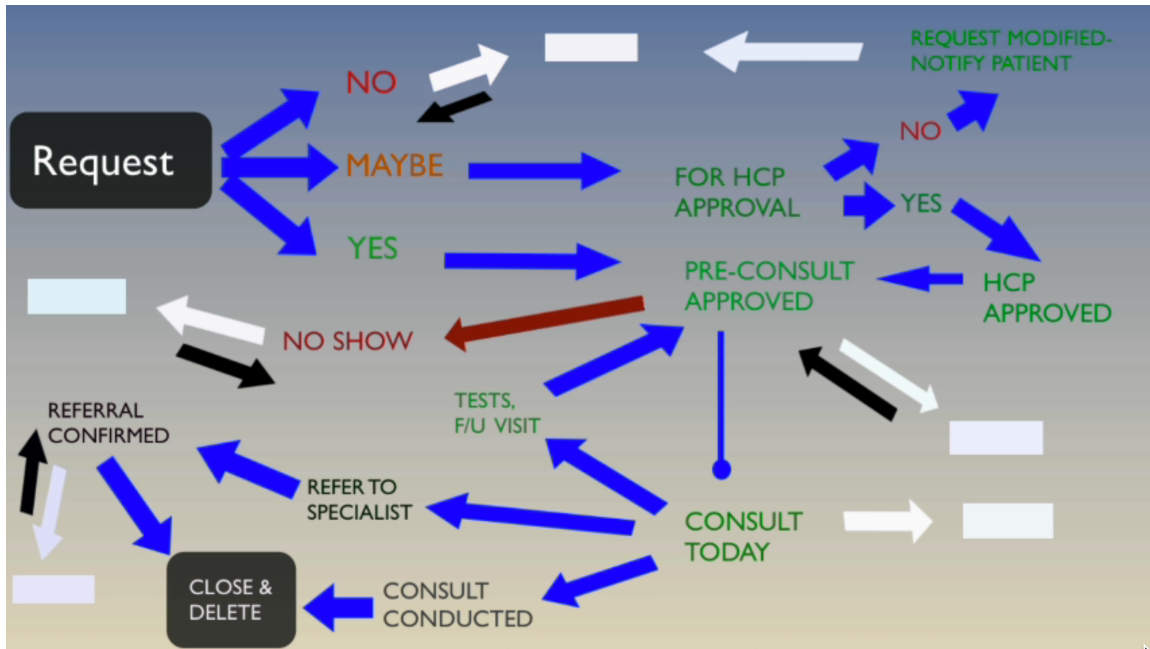 REQUEST MODIFIED-
NOTIFY PATIENT
NO
NO
Request
MAYBE
FOR HCP
APPROVAL
YES
YES
PRE-CONSULT
APPROVED
HCP
APPROVED
NO SHOW
TESTS,
F/U VISIT
REFERRAL
CONFIRMED
REFER TO
SPECIALIST
CONSULT
TODAY
CLOSE &
DELETE
CONSULT
CONDUCTED